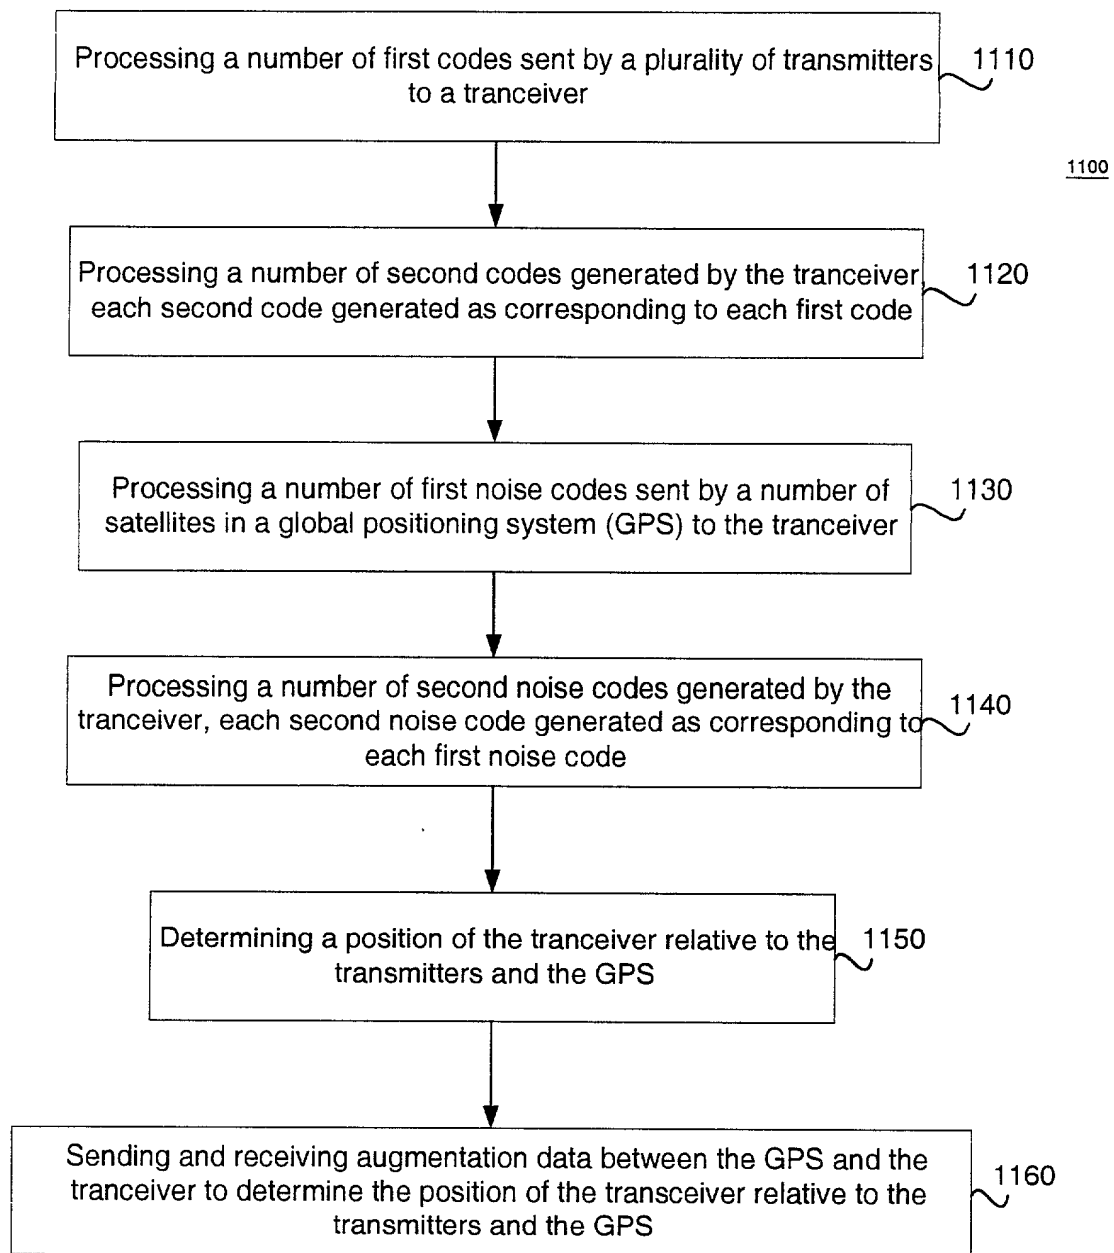 Processing a number of first codes sent by a plurality of transmitters
to a tranceiver
1110
1100
Processing a number of second codes generated by the tranceiver,
each second code generated as corresponding to each first code
1120
Processing a number of first noise codes sent by a number of
satellites in a global positioning system (GPS) to the tranceiver
1130
Processing a number of second noise codes generated by the
tranceiver, each second noise code generated as corresponding to
each first noise code
1140
Determining a position of the tranceiver relative to the
transmitters and the GPS
1150
Sending and receiving augmentation data between the GPS and the
tranceiver to determine the position of the transceiver relative to the
transmitters and the GPS
1160